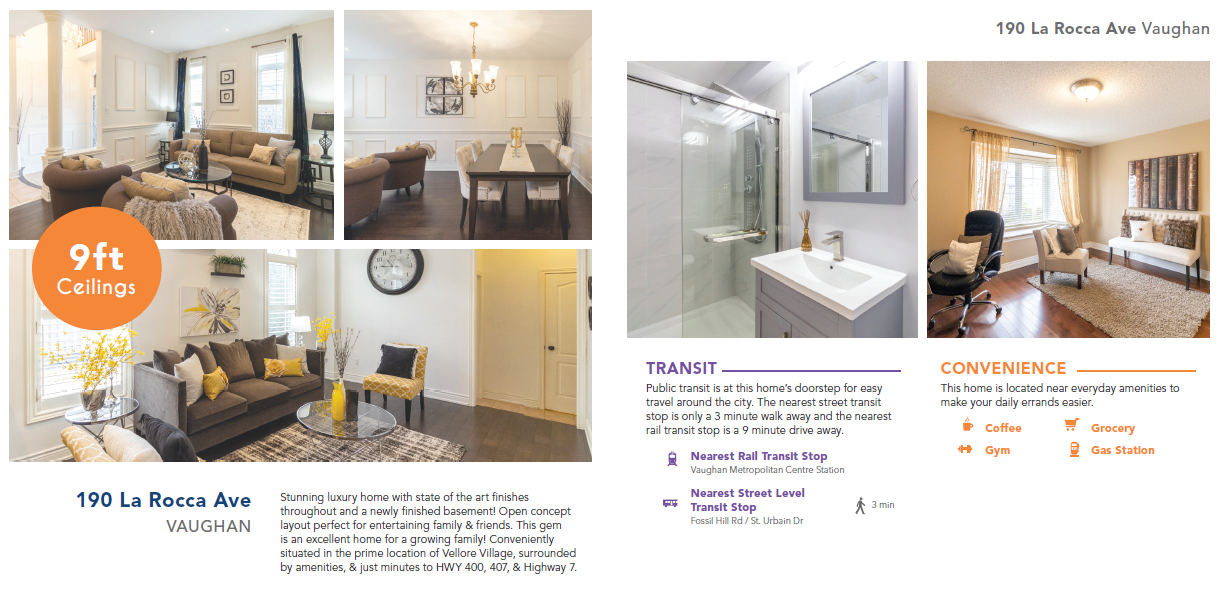 9ft
Ceilings
190 La Rocca Ave
VAUGHAN
Stunning luxury home with state of the art finishes
throughout and a newly finished basement! Open concept
layout perfect for entertaining family & friends. This gem
is an excellent home for a growing family! Conveniently
situated in the prime location of Vellore Village, surrounded
by amenities, & just minutes to HWY 400, 407, & Highway 7.
190 La Rocca Ave Vaughan
TRANSIT
Public transit is at this home's doorstep for easy
travel around the city. The nearest street transit
stop is only a 3 minute walk away and the nearest
rail transit stop is a 9 minute drive away.
Nearest Rail Transit Stop
Vaughan Metropolitan Centre Station
Nearest Street Level
Transit Stop
Fossil Hill Rd / St. Urbain Dr
3 min
CONVENIENCE
This home is located near everyday amenities to
make your daily errands easier.
Coffee
Grocery
Gym
Gas Station